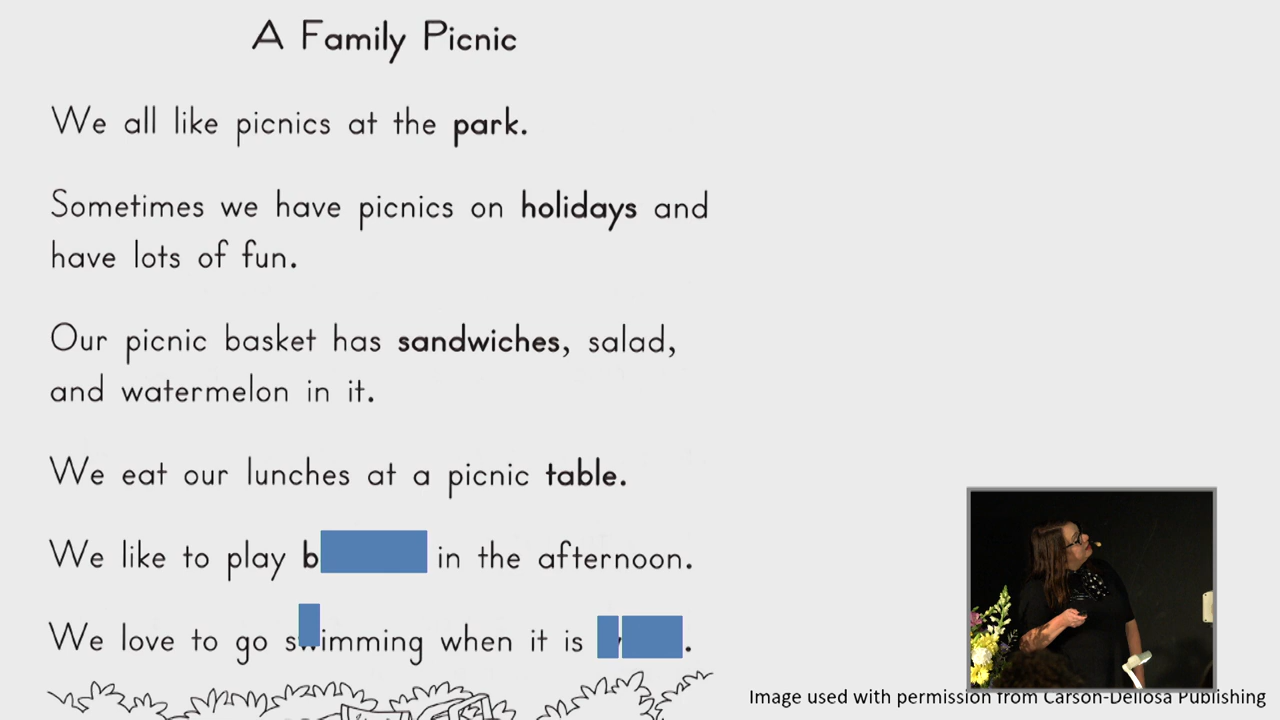 A Family Picnic
We all like picnics at the park.
Sometimes we have picnics on holidays and
have lots of fun.
Our picnic basket has sandwiches, salad,
and watermelon in it.
We eat our lunches at a picnic table.
We like to play b in the afternoon.
We love to go swimming when it is .
Image used with permission from Carson-Dellosa Publishing